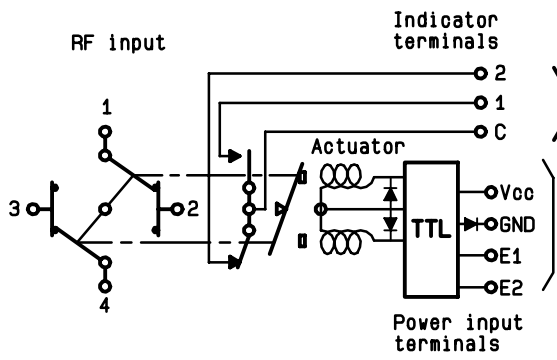 Indicator
terminals
RF input
2
1
C
1
Actuator
3
2
4
TTL
Vcc
GND
E1
E2
Power input
terminals